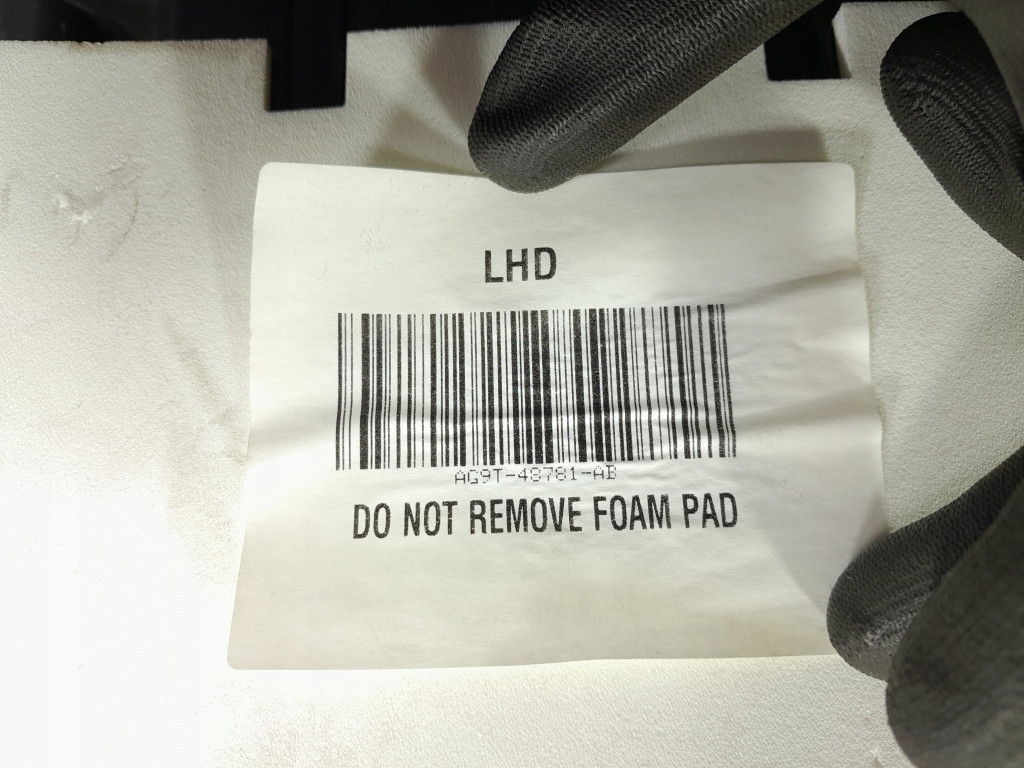 LHD
AG9T-48781-AB
DO NOT REMOVE FOAM PAD